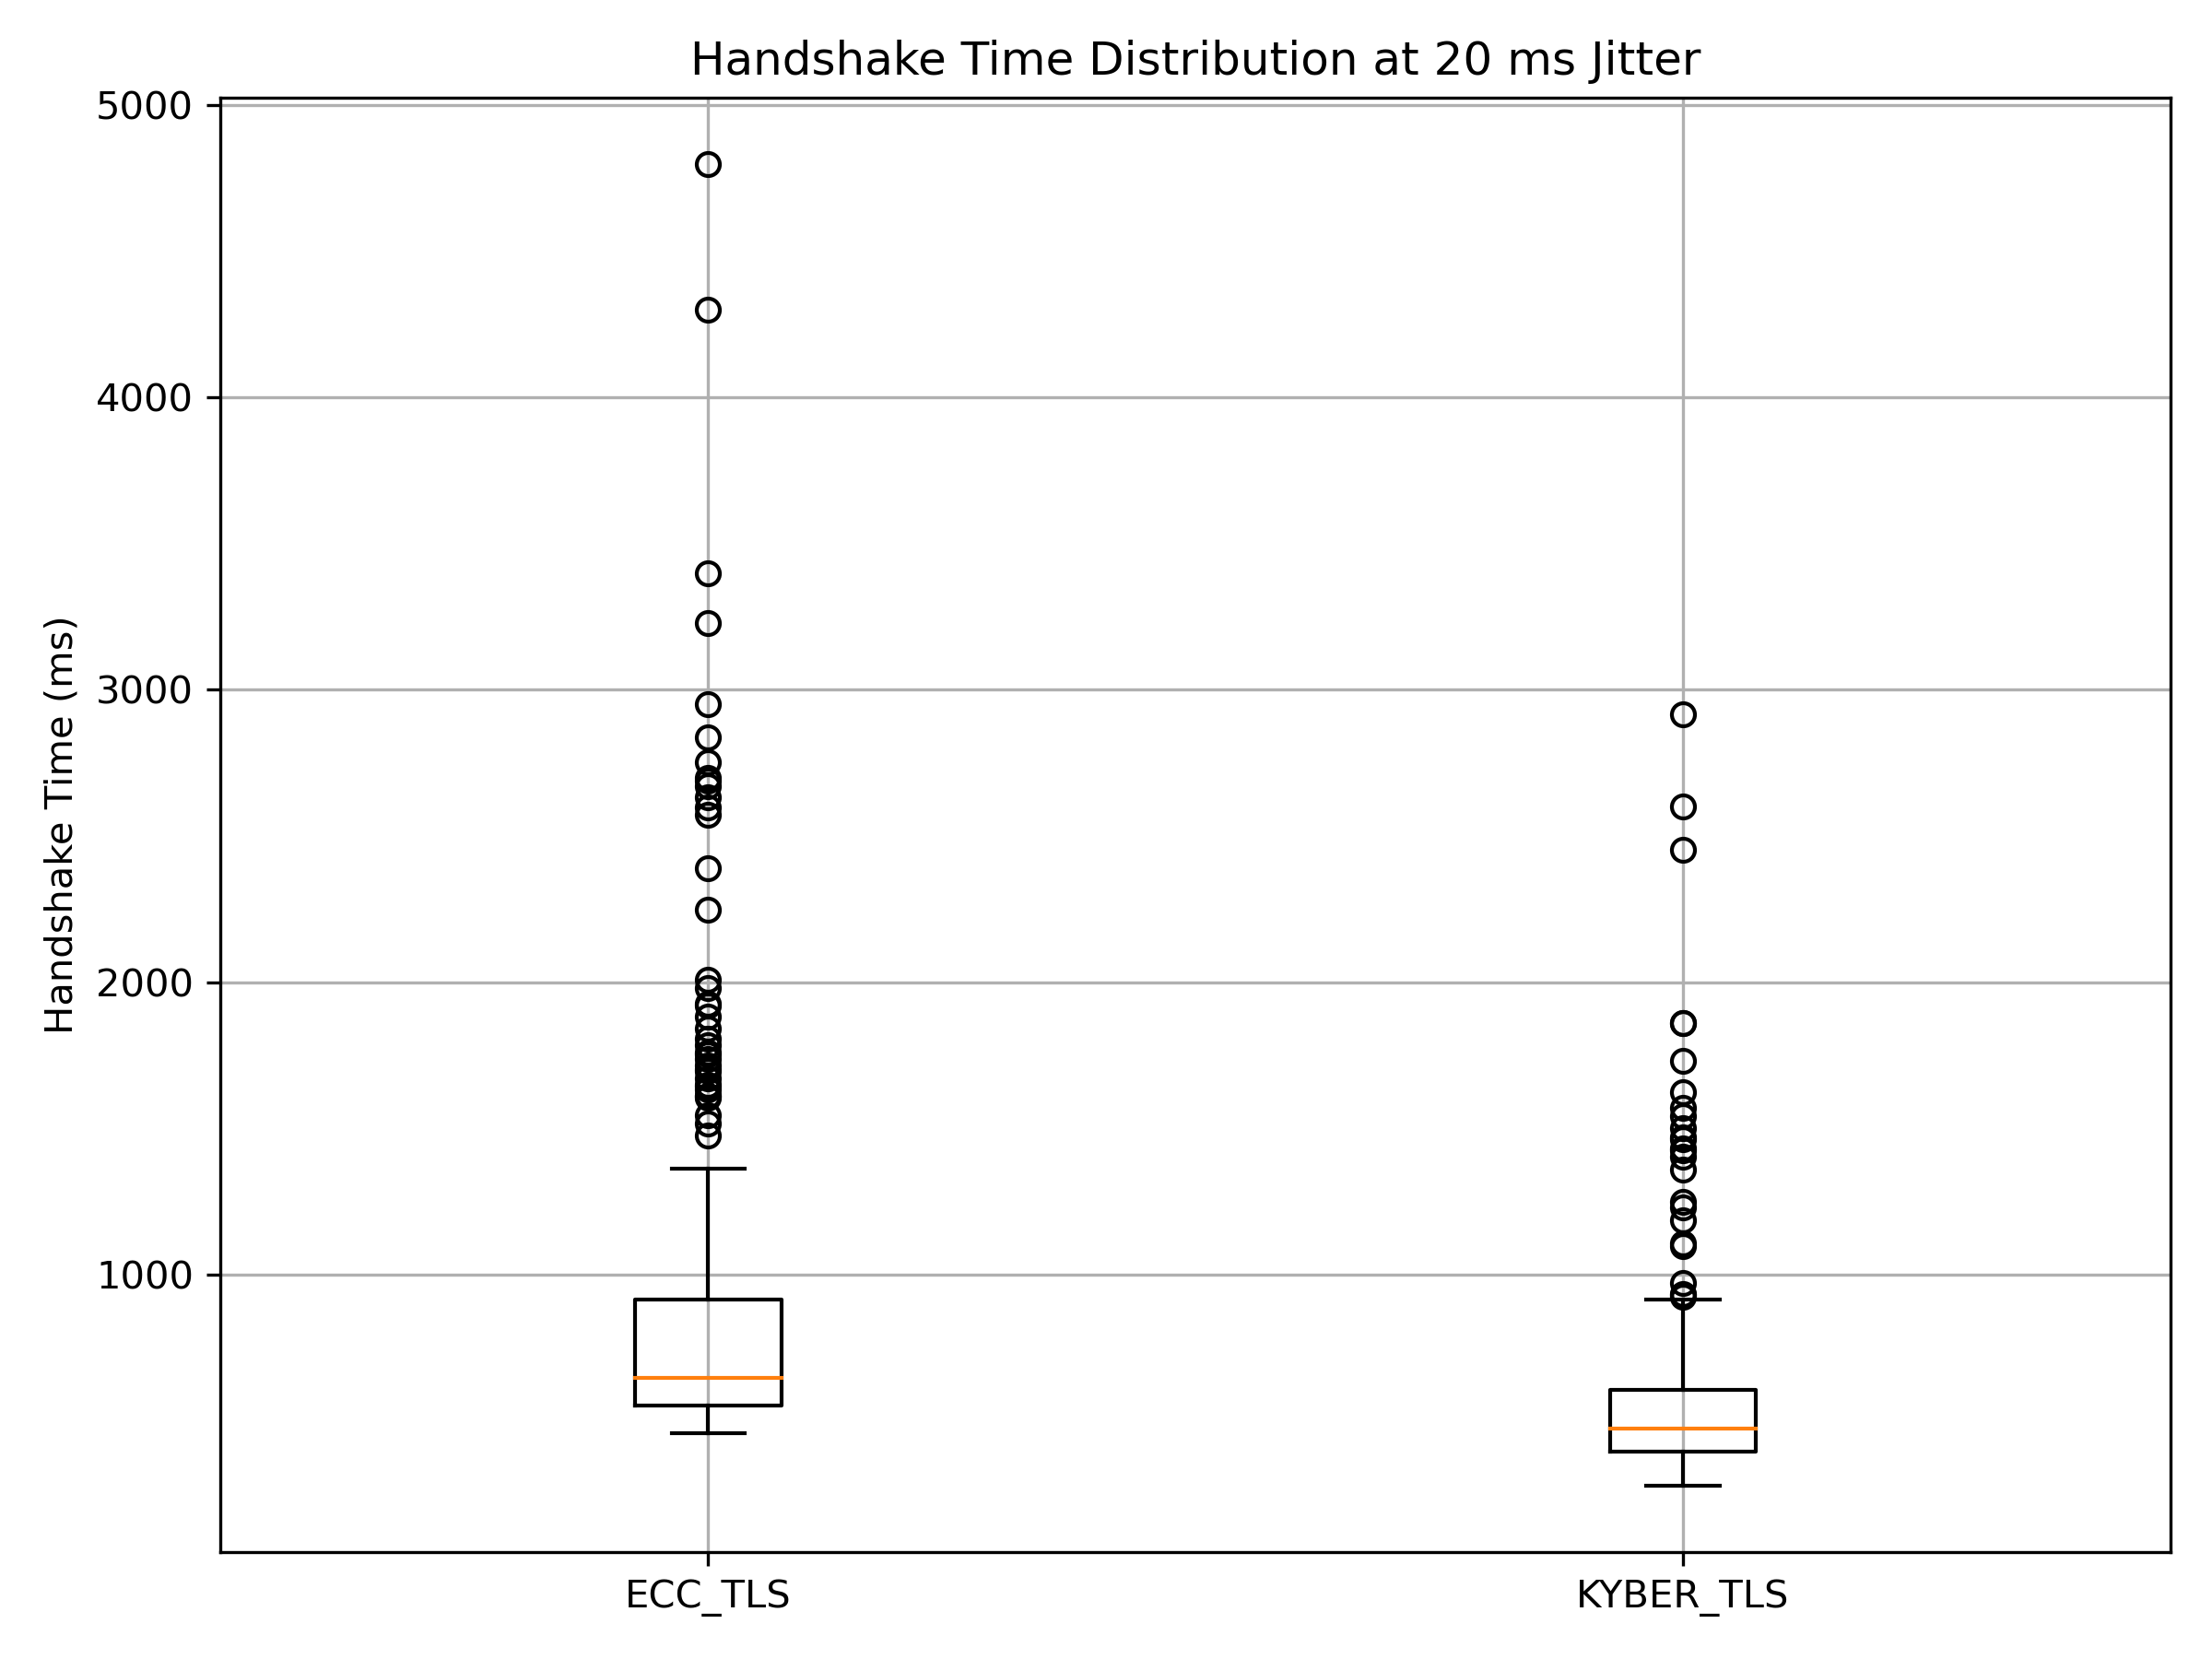 Handshake Time Distribution at 20 ms Jitter
5000
4000
3000
2000
1000
Handshake Time (ms)
ECC_TLS
KYBER_TLS